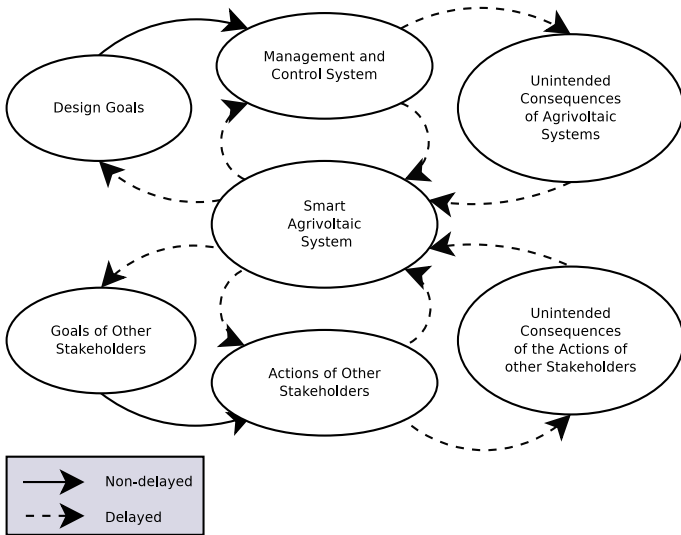 Management and
Control System
Design Goals
Unintended
Consequences
of Agrivoltaic
Systems
Smart
Agrivoltaic
System
Goals of Other
Stakeholders
Unintended
Consequences
of the Actions of
other Stakeholders
Actions of Other
Stakeholders
Non-delayed
Delayed